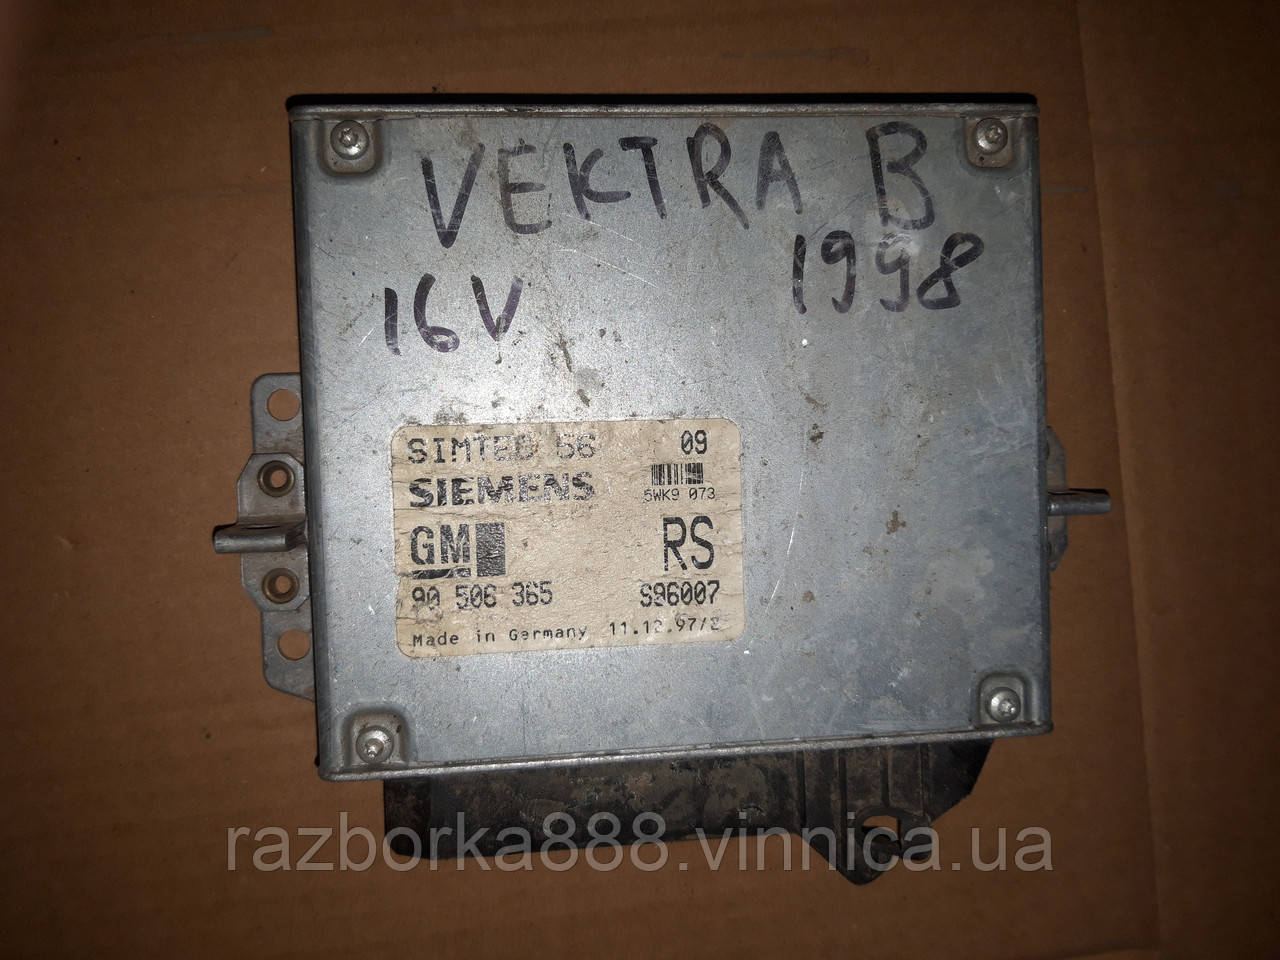 VEKTRA B
16V 1998
SIMTEC 56 09
SIEMENS
5WK9 073
GM RS
90 506 365 S96007
Made in Germany 11.12.97/2
razborka888.vinnica.ua